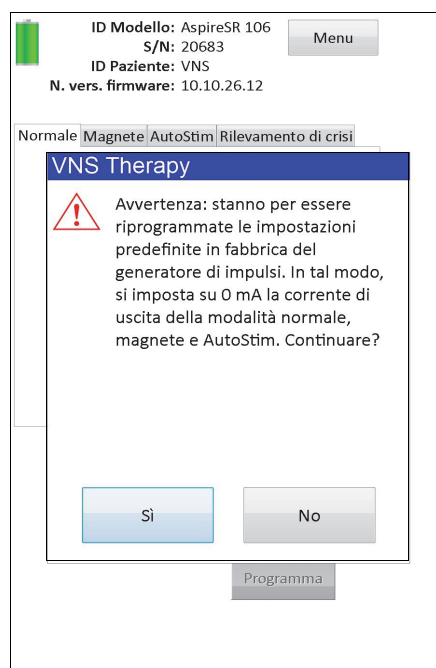 ID Modello: AspireSR 106
Menu
S/N: 20683
ID Paziente: VNS
N. vers. firmware: 10.10.26.12
Normale Magnete AutoStim Rilevamento di crisi
VNS Therapy
Avvertenza: stanno per essere
riprogrammate le impostazioni
predefinite in fabbrica del
generatore di impulsi. In tal modo,
si imposta su 0 mA la corrente di
uscita della modalità normale,
magnete e AutoStim. Continuare?
Sì
No
Programma